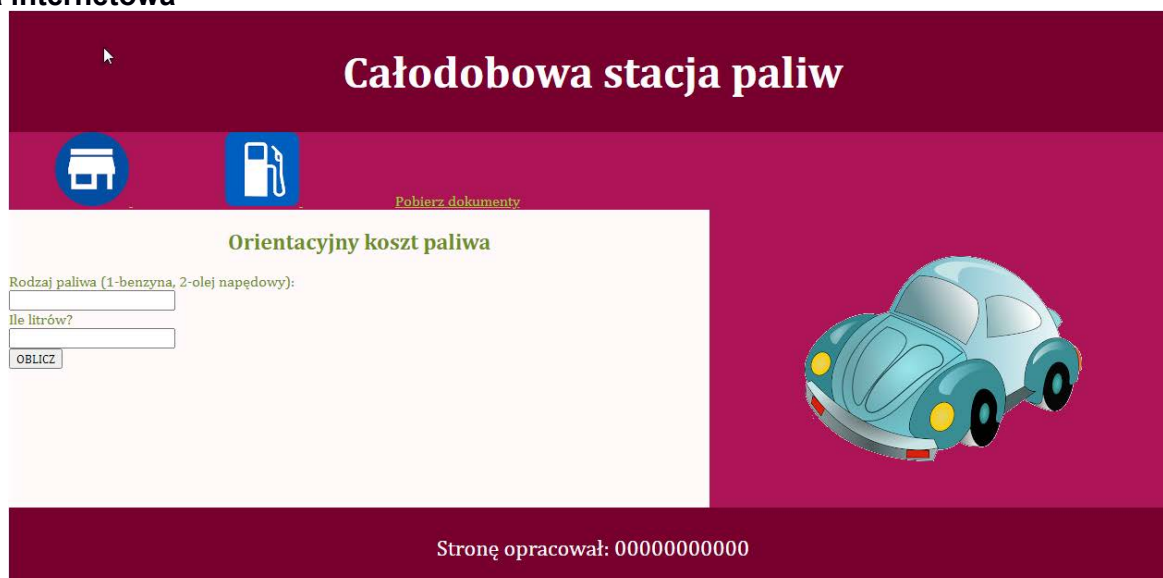 internetowa
Całodobowa stacja paliw
Pobierz dokumenty
Orientacyjny koszt paliwa
Rodzaj paliwa (1-benzyna, 2-olej napędowy):
Ile litrów?
OBLICZ
Stronę opracował: 00000000000